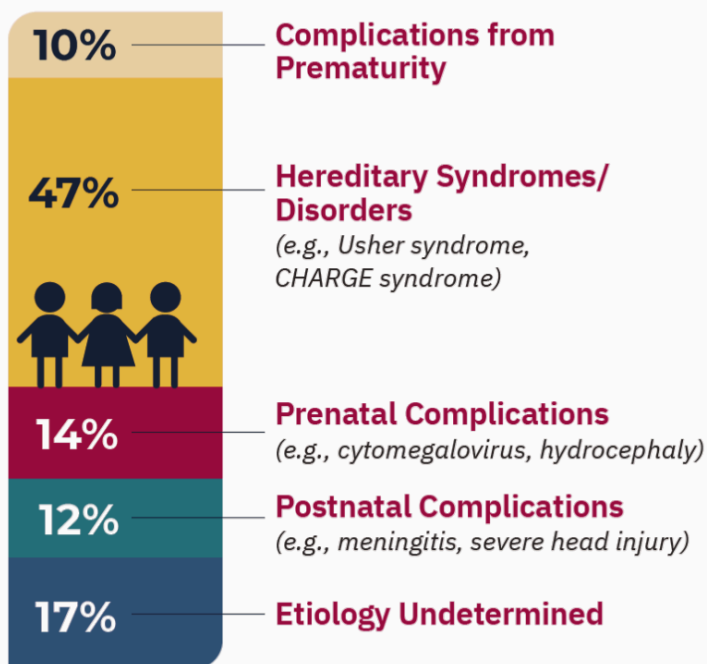 10%
Complications from
Prematurity
47%
Hereditary Syndromes/
Disorders
(e.g., Usher syndrome,
CHARGE syndrome)
14%
Prenatal Complications
(e.g., cytomegalovirus, hydrocephaly)
12%
Postnatal Complications
(e.g., meningitis, severe head injury)
17%
Etiology Undetermined